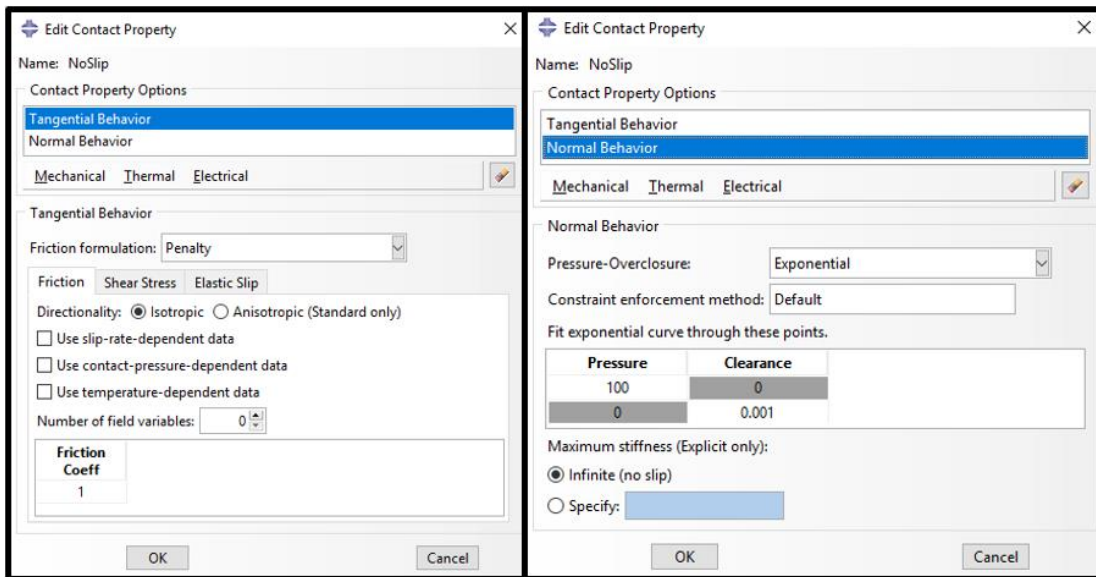 Edit Contact Property
Name: NoSlip
Contact Property Options
Tangential Behavior
Normal Behavior
Mechanical Thermal Electrical
Tangential Behavior
Friction formulation: Penalty
Friction Shear Stress Elastic Slip
Directionality: Isotropic Anisotropic (Standard only)
Use slip-rate-dependent data
Use contact-pressure-dependent data
Use temperature-dependent data
Number of field variables: 0
Friction
Coeff
1
OK Cancel
Edit Contact Property
Name: NoSlip
Contact Property Options
Tangential Behavior
Normal Behavior
Mechanical Thermal Electrical
Normal Behavior
Pressure-Overclosure: Exponential
Constraint enforcement method: Default
Fit exponential curve through these points.
Pressure Clearance
100 0
0 0.001
Maximum stiffness (Explicit only):
Infinite (no slip)
Specify:
OK Cancel